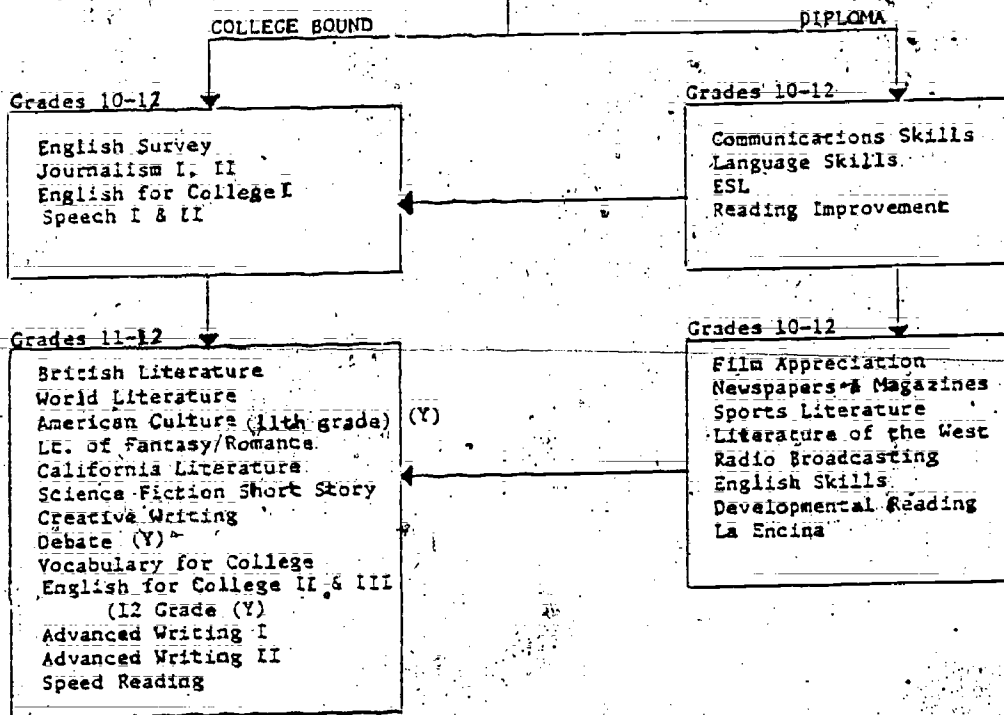 COLLEGE BOUND
DIPLOMA
Grades 10-12
English Survey
Journalism I, II
English for College I
Speech I & II
Grades 10-12
Communications Skills
Language Skills
ESL
Reading Improvement
Grades 11-12
British Literature
World Literature
American Culture (11th grade) (Y)
Lt. of Fantasy/Romance
California Literature
Science Fiction Short Story
Creative Writing
Debate (Y)
Vocabulary for College
English for College II & III
(12 Grade (Y)
Advanced Writing I
Advanced Writing II
Speed Reading
Grades 10-12
Film Appreciation
Newspapers & Magazines
Sports Literature
Literature of the West
Radio Broadcasting
English Skills
Developmental Reading
La Encina